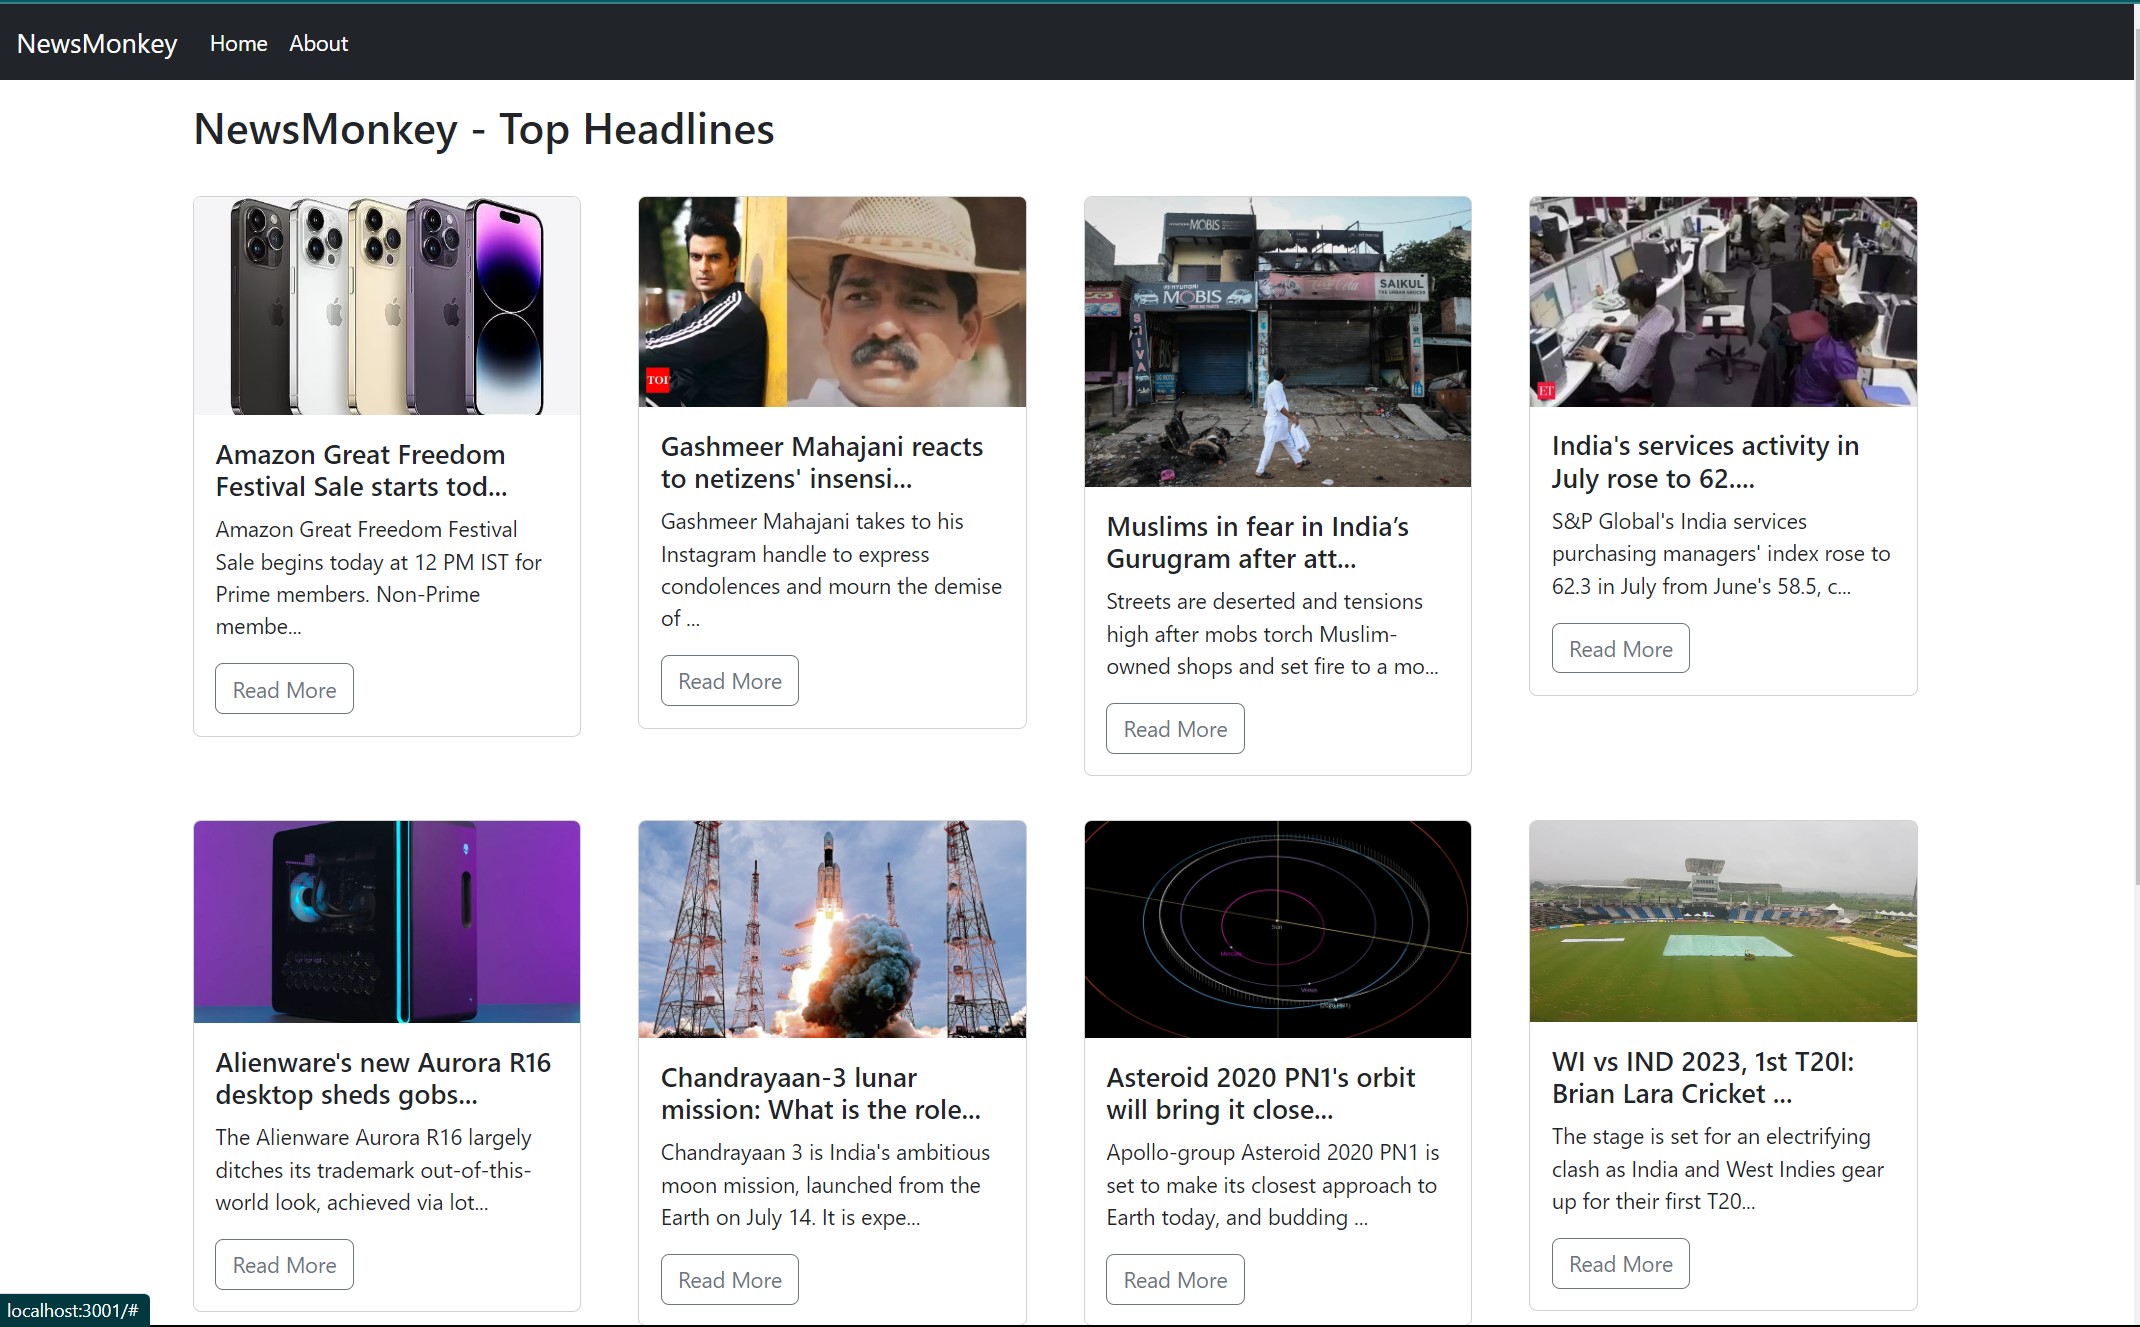 NewsMonkey Home About
NewsMonkey - Top Headlines
TOI
MOBIS
HYUNDAI
MOBIS
Coca-Cola
SAIKUL
ET
Amazon Great Freedom
Festival Sale starts tod...
Amazon Great Freedom Festival
Sale begins today at 12 PM IST for
Prime members. Non-Prime
membe...
Read More
Gashmeer Mahajani reacts
to netizens' insensi...
Gashmeer Mahajani takes to his
Instagram handle to express
condolences and mourn the demise
of ...
Read More
Muslims in fear in India’s
Gurugram after att...
Streets are deserted and tensions
high after mobs torch Muslim-
owned shops and set fire to a mo...
Read More
India's services activity in
July rose to 62....
S&P Global's India services
purchasing managers' index rose to
62.3 in July from June's 58.5, c...
Read More
Sun
Mercury
Venus
Alienware's new Aurora R16
desktop sheds gobs...
The Alienware Aurora R16 largely
ditches its trademark out-of-this-
world look, achieved via lot...
Read More
Chandrayaan-3 lunar
mission: What is the role...
Chandrayaan 3 is India's ambitious
moon mission, launched from the
Earth on July 14. It is expe...
Read More
Asteroid 2020 PN1's orbit
will bring it close...
Apollo-group Asteroid 2020 PN1 is
set to make its closest approach to
Earth today, and budding ...
Read More
WI vs IND 2023, 1st T20I:
Brian Lara Cricket ...
The stage is set for an electrifying
clash as India and West Indies gear
up for their first T20...
Read More
localhost:3001/#